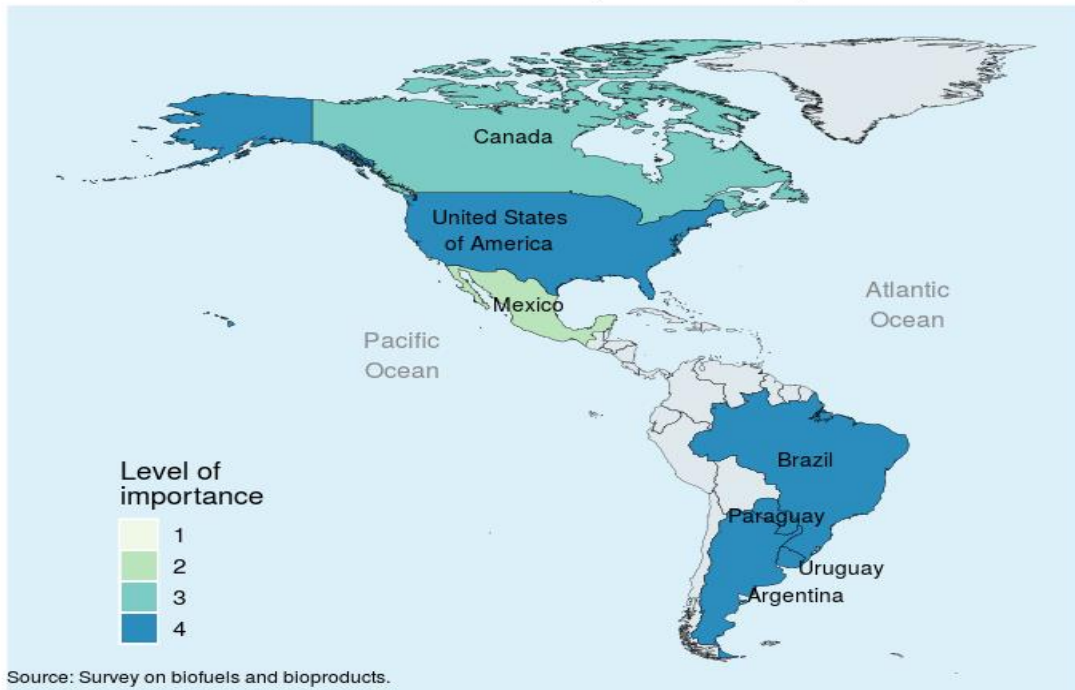 Canada
United States
of America
Mexico
Atlantic
Ocean
Pacific
Ocean
Brazil
Paraguay
Uruguay
Argentina
Level of
importance
1
2
3
4
Source: Survey on biofuels and bioproducts.